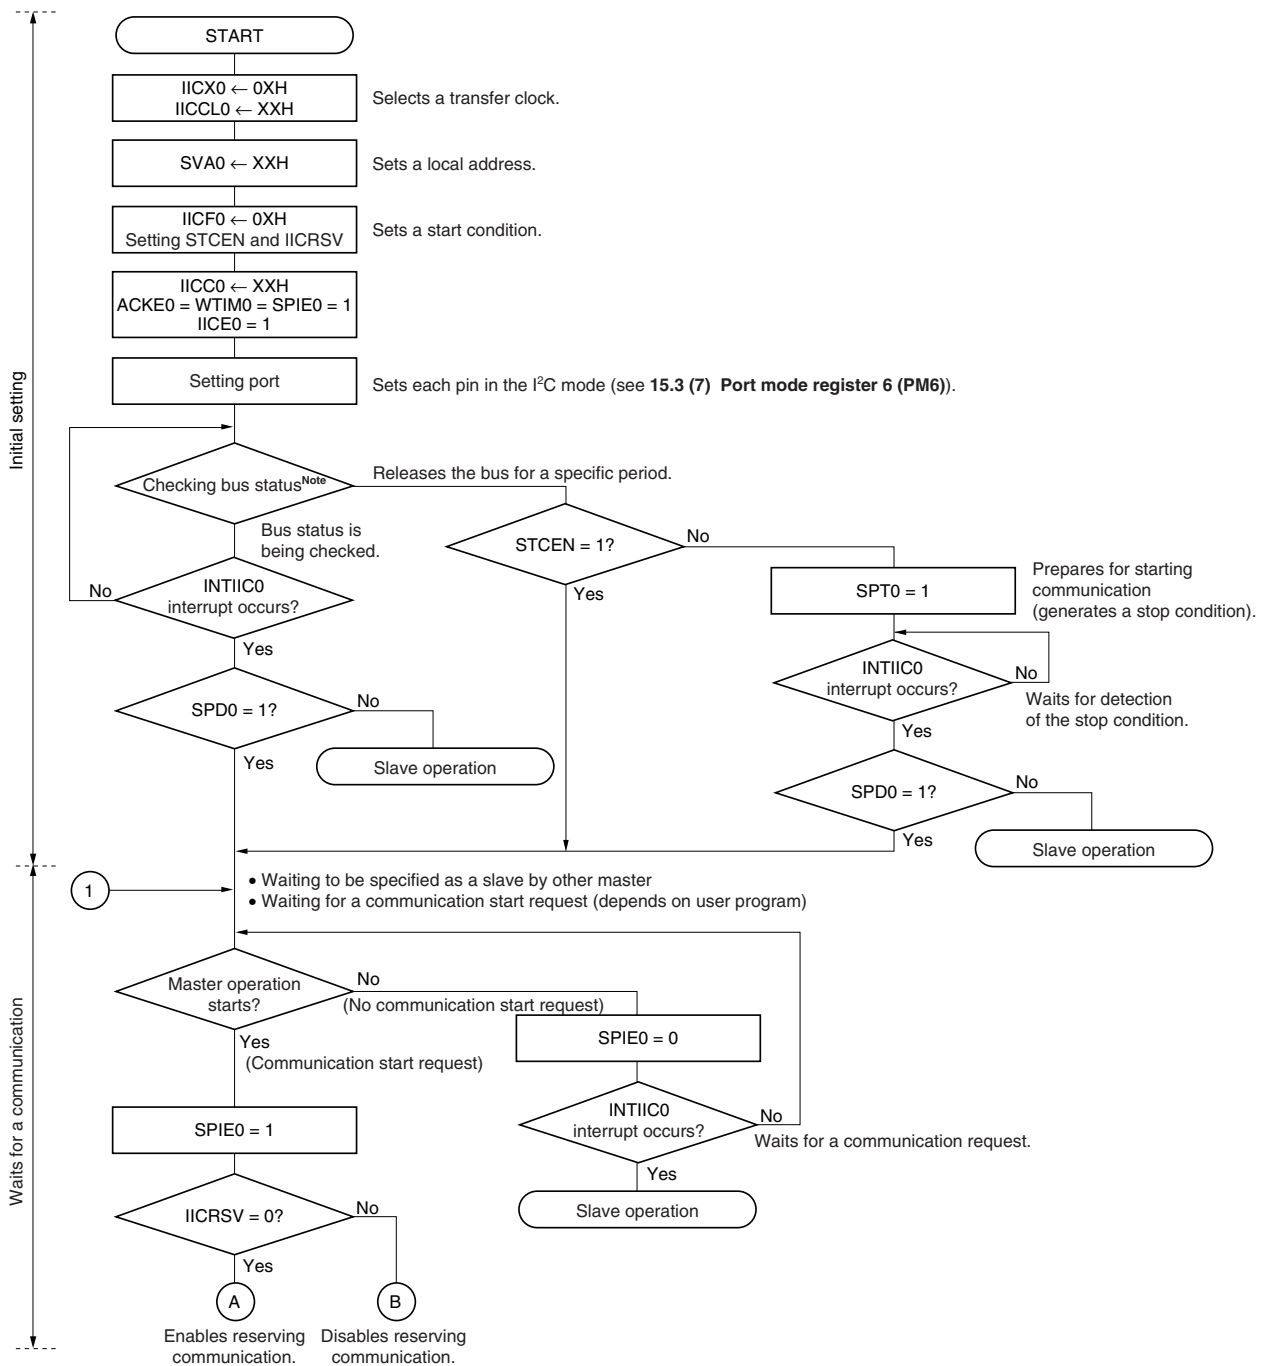 START
IICX0 ← 0XH
IICCL0 ← XXH
Selects a transfer clock.
SVA0 ← XXH
Sets a local address.
IICF0 ← 0XH
Setting STCEN and IICRSV
Sets a start condition.
IICC0 ← XXH
ACKE0 = WTIM0 = SPIE0 = 1
IICE0 = 1
Setting port
Sets each pin in the I²C mode (see 15.3 (7) Port mode register 6 (PM6)).
Initial setting
Checking bus statusNote
Releases the bus for a specific period.
Bus status is
being checked.
STCEN = 1?
No
Yes
SPT0 = 1
Prepares for starting
communication
(generates a stop condition).
INTIIC0
interrupt occurs?
No
Yes
INTIIC0
interrupt occurs?
No
Waits for detection
of the stop condition.
Yes
SPD0 = 1?
No
Slave operation
Yes
SPD0 = 1?
No
Yes
Slave operation
1
• Waiting to be specified as a slave by other master
• Waiting for a communication start request (depends on user program)
Waits for a communication
Master operation
starts?
No
(No communication start request)
Yes
(Communication start request)
SPIE0 = 0
SPIE0 = 1
INTIIC0
interrupt occurs?
No
Waits for a communication request.
Yes
Slave operation
IICRSV = 0?
No
Yes
A
B
Enables reserving
communication.
Disables reserving
communication.